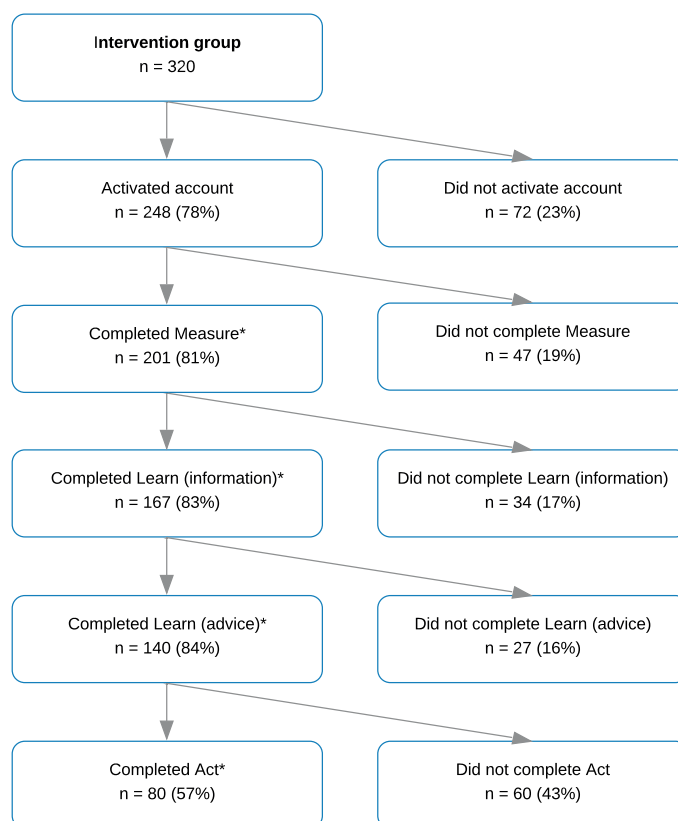 Intervention group
n = 320
Activated account
n = 248 (78%)
Did not activate account
n = 72 (23%)
Completed Measure*
n = 201 (81%)
Did not complete Measure
n = 47 (19%)
Completed Learn (information)*
n = 167 (83%)
Did not complete Learn (information)
n = 34 (17%)
Completed Learn (advice)*
n = 140 (84%)
Did not complete Learn (advice)
n = 27 (16%)
Completed Act*
n = 80 (57%)
Did not complete Act
n = 60 (43%)